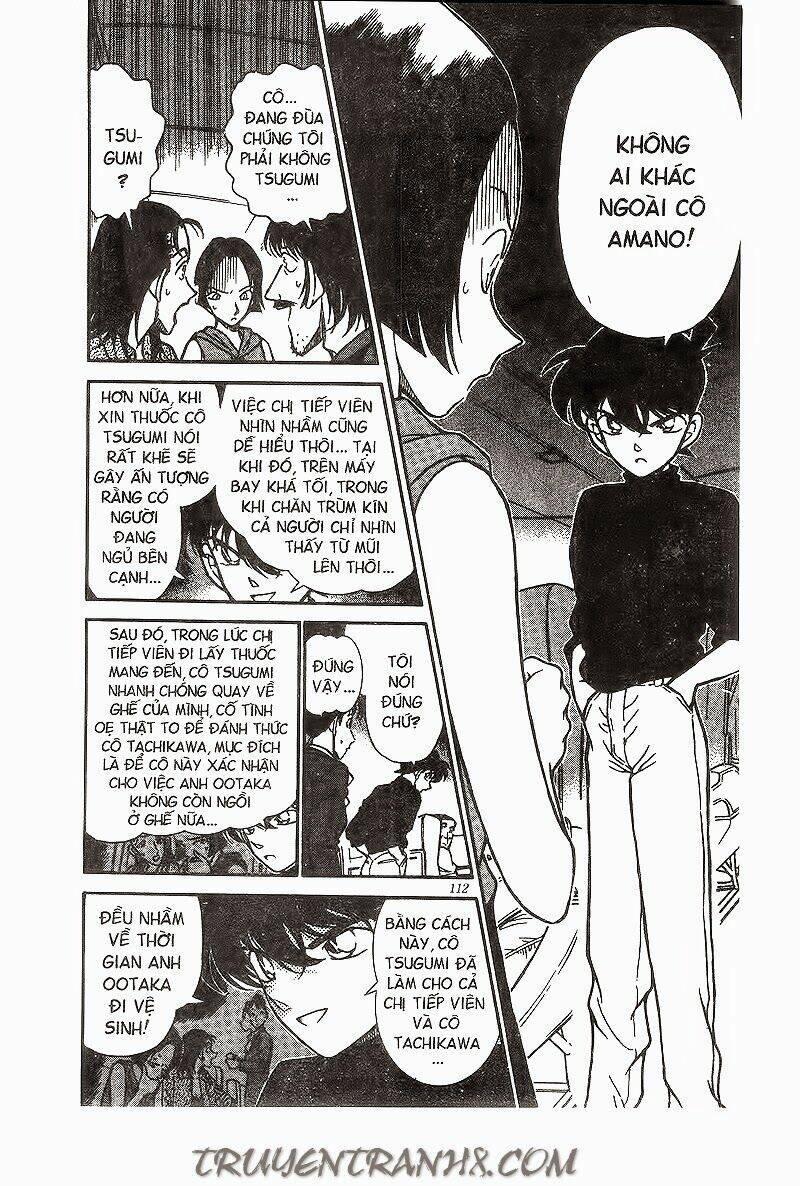 KHÔNG
AI KHÁC
NGOÀI CÔ
AMANO!
CÔ...
ĐANG ĐÙA
CHÚNG TÔI
PHẢI KHÔNG
TSUGUMI
...
TSU-
GUMI
?
VIỆC CHỊ TIẾP VIÊN
NHÌN NHẦM CŨNG
DỄ HIỂU THÔI... TẠI
KHI ĐÓ, TRÊN MÁY
BAY KHÁ TỐI, TRONG
KHI CHĂN TRÙM KÍN
CẢ NGƯỜI CHỈ NHÌN
THẤY TỪ MŨI
LÊN THÔI...
HƠN NỮA, KHI
XIN THUỐC CÔ
TSUGUMI NÓI
RẤT KHẼ SẼ
GÂY ẤN TƯỢNG
RẰNG CÓ
NGƯỜI
ĐANG
NGỦ BÊN
CẠNH...
TÔI
NÓI
ĐÚNG
CHỨ?
ĐÚNG
VẬY...
SAU ĐÓ, TRONG LÚC CHỊ
TIẾP VIÊN ĐI LẤY THUỐC
MANG ĐẾN, CÔ TSUGUMI
NHANH CHÓNG QUAY VỀ
GHẾ CỦA MÌNH, CỐ TÌNH
OẸ THẬT TO ĐỂ ĐÁNH THỨC
CÔ TACHIKAWA, MỤC ĐÍCH
LÀ ĐỂ CÔ NÀY XÁC NHẬN
CHO VIỆC ANH OOTAKA
KHÔNG CÒN NGỒI
Ở GHẾ NỮA...
112
BẰNG CÁCH
NÀY, CÔ
TSUGUMI ĐÃ
LÀM CHO CẢ
CHỊ TIẾP VIÊN
VÀ CÔ
TACHIKAWA
...
ĐỀU NHẦM
VỀ THỜI
GIAN ANH
OOTAKA
ĐI VỆ
SINH!
TRUYENTRANH8.COM